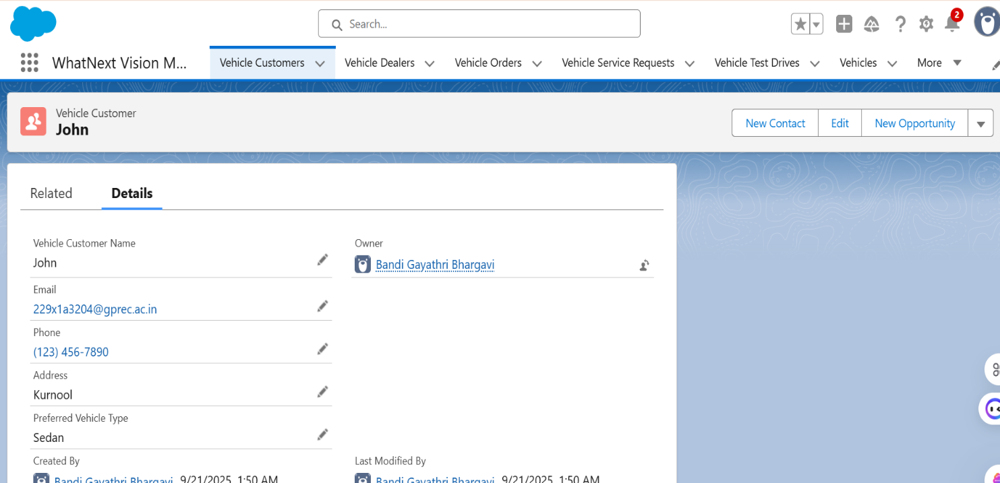 Search...
2
WhatNext Vision M...
Vehicle Customers
Vehicle Dealers
Vehicle Orders
Vehicle Service Requests
Vehicle Test Drives
Vehicles
More
Vehicle Customer
John
New Contact
Edit
New Opportunity
Related
Details
Vehicle Customer Name
John
Owner
Bandi Gayathri Bhargavi
Email
229x1a3204@gprec.ac.in
Phone
(123) 456-7890
Address
Kurnool
Preferred Vehicle Type
Sedan
Created By
Bandi Gayathri Bhargavi, 9/21/2025, 1:50 AM
Last Modified By
Bandi Gayathri Bhargavi, 9/21/2025, 1:50 AM